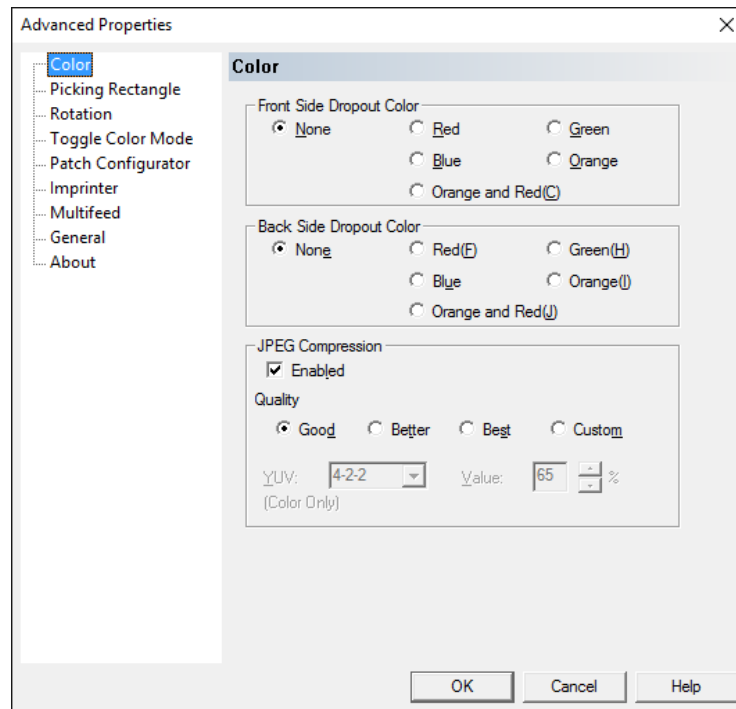 Advanced Properties
Color
Picking Rectangle
Rotation
Toggle Color Mode
Patch Configurator
Imprinter
Multifeed
General
About
Color
Front Side Dropout Color
None Red Green
Blue Orange
Orange and Red(C)
Back Side Dropout Color
None Red(F) Green(H)
Blue Orange(I)
Orange and Red(J)
JPEG Compression
Enabled
Quality
Good Better Best Custom
YUV: 4-2-2 Value: 65 %
(Color Only)
OK Cancel Help